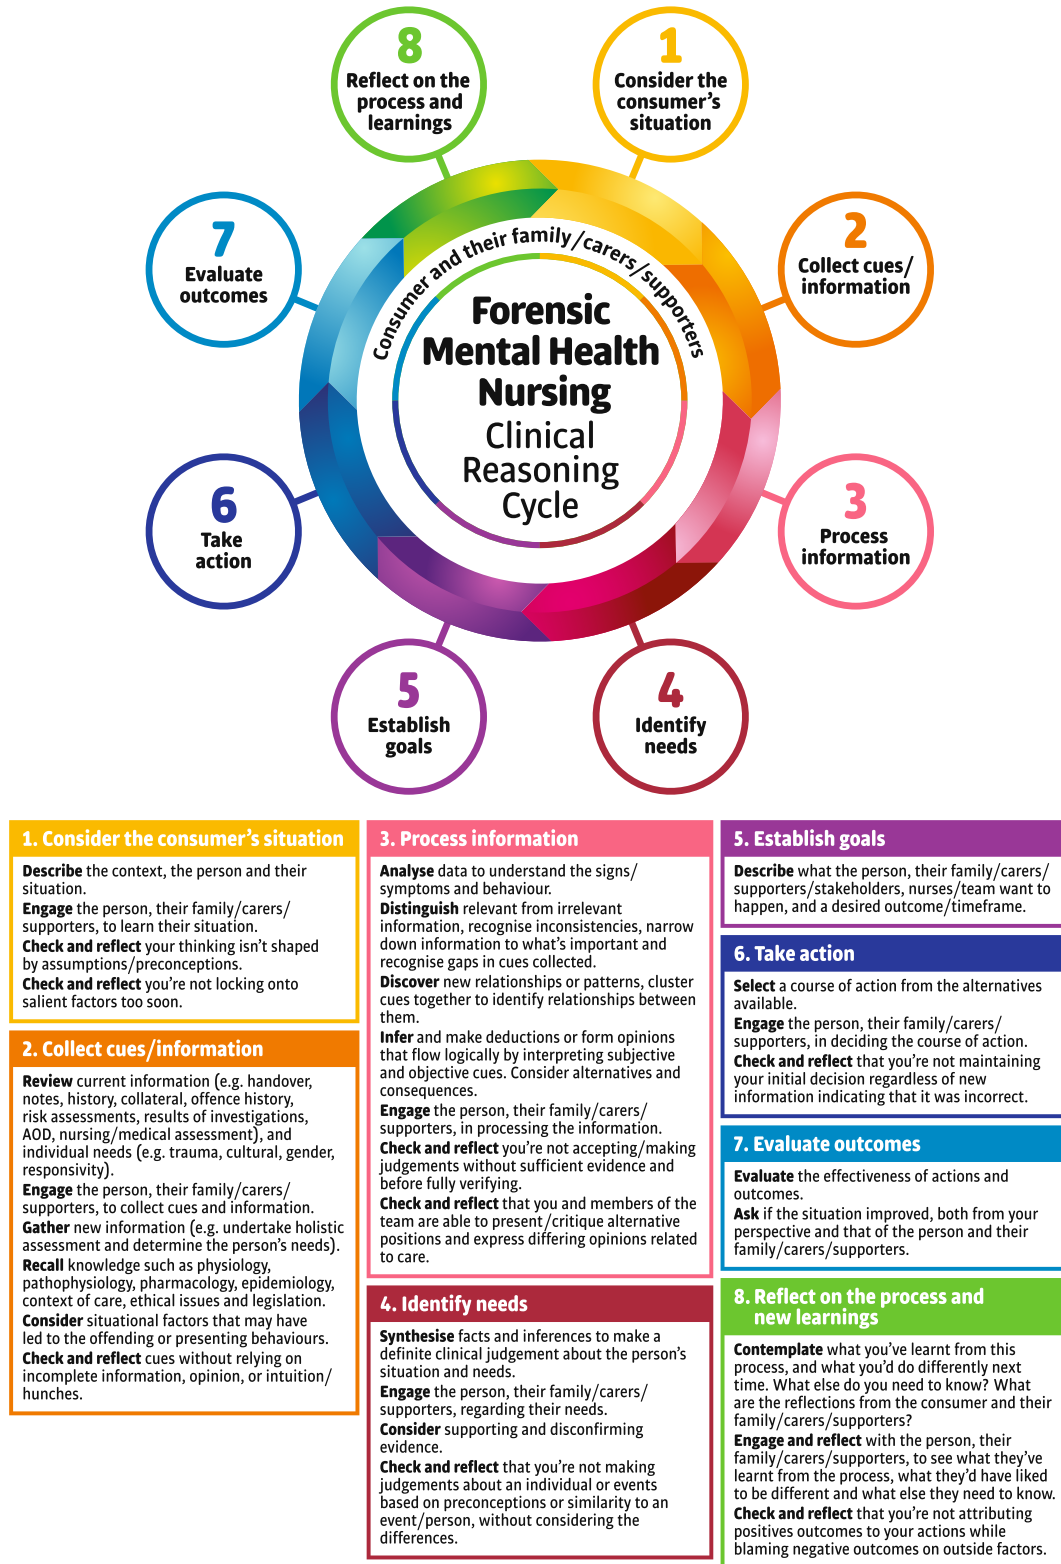 8
Reflect on the
process and
learnings
1
Consider the
consumer's
situation
7
Evaluate
outcomes
2
Collect cues/
information
Consumer and their family/carers/supporters
Forensic
Mental Health
Nursing
Clinical
Reasoning
Cycle
6
Take
action
3
Process
information
5
Establish
goals
4
Identify
needs
1. Consider the consumer's situation
Describe the context, the person and their
situation.
Engage the person, their family/carers/
supporters, to learn their situation.
Check and reflect your thinking isn't shaped
by assumptions/preconceptions.
Check and reflect you're not locking onto
salient factors too soon.
2. Collect cues/information
Review current information (e.g. handover,
notes, history, collateral, offence history,
risk assessments, results of investigations,
AOD, nursing/medical assessment), and
individual needs (e.g. trauma, cultural, gender,
responsivity).
Engage the person, their family/carers/
supporters, to collect cues and information.
Gather new information (e.g. undertake holistic
assessment and determine the person's needs).
Recall knowledge such as physiology,
pathophysiology, pharmacology, epidemiology,
context of care, ethical issues and legislation.
Consider situational factors that may have
led to the offending or presenting behaviours.
Check and reflect cues without relying on
incomplete information, opinion, or intuition/
hunches.
3. Process information
Analyse data to understand the signs/
symptoms and behaviour.
Distinguish relevant from irrelevant
information, recognise inconsistencies, narrow
down information to what's important and
recognise gaps in cues collected.
Discover new relationships or patterns, cluster
cues together to identify relationships between
them.
Infer and make deductions or form opinions
that flow logically by interpreting subjective
and objective cues. Consider alternatives and
consequences.
Engage the person, their family/carers/
supporters, in processing the information.
Check and reflect you're not accepting/making
judgements without sufficient evidence and
before fully verifying.
Check and reflect that you and members of the
team are able to present/critique alternative
positions and express differing opinions related
to care.
4. Identify needs
Synthesise facts and inferences to make a
definite clinical judgement about the person's
situation and needs.
Engage the person, their family/carers/
supporters, regarding their needs.
Consider supporting and disconfirming
evidence.
Check and reflect that you're not making
judgements about an individual or events
based on preconceptions or similarity to an
event/person, without considering the
differences.
5. Establish goals
Describe what the person, their family/carers/
supporters/stakeholders, nurses/team want to
happen, and a desired outcome/timeframe.
6. Take action
Select a course of action from the alternatives
available.
Engage the person, their family/carers/
supporters, in deciding the course of action.
Check and reflect that you're not maintaining
your initial decision regardless of new
information indicating that it was incorrect.
7. Evaluate outcomes
Evaluate the effectiveness of actions and
outcomes.
Ask if the situation improved, both from your
perspective and that of the person and their
family/carers/supporters.
8. Reflect on the process and
new learnings
Contemplate what you've learnt from this
process, and what you'd do differently next
time. What else do you need to know? What
are the reflections from the consumer and their
family/carers/supporters?
Engage and reflect with the person, their
family/carers/supporters, to see what they've
learnt from the process, what they'd have liked
to be different and what else they need to know.
Check and reflect that you're not attributing
positives outcomes to your actions while
blaming negative outcomes on outside factors.